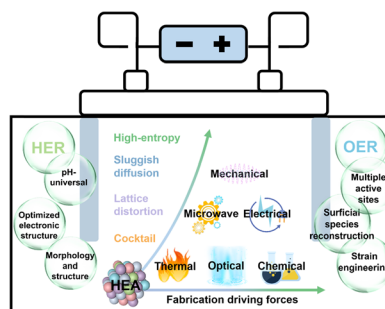 HER
pH-
universal
Optimized
electronic
structure
Morphology and
structure
High-entropy
Sluggish
diffusion
Lattice
distortion
Cocktail
HEA
Mechanical
Microwave
Electrical
Thermal
Optical
Chemical
Fabrication driving forces
OER
Multiple
active
sites
Surficial
species
reconstruction
Strain
engineering